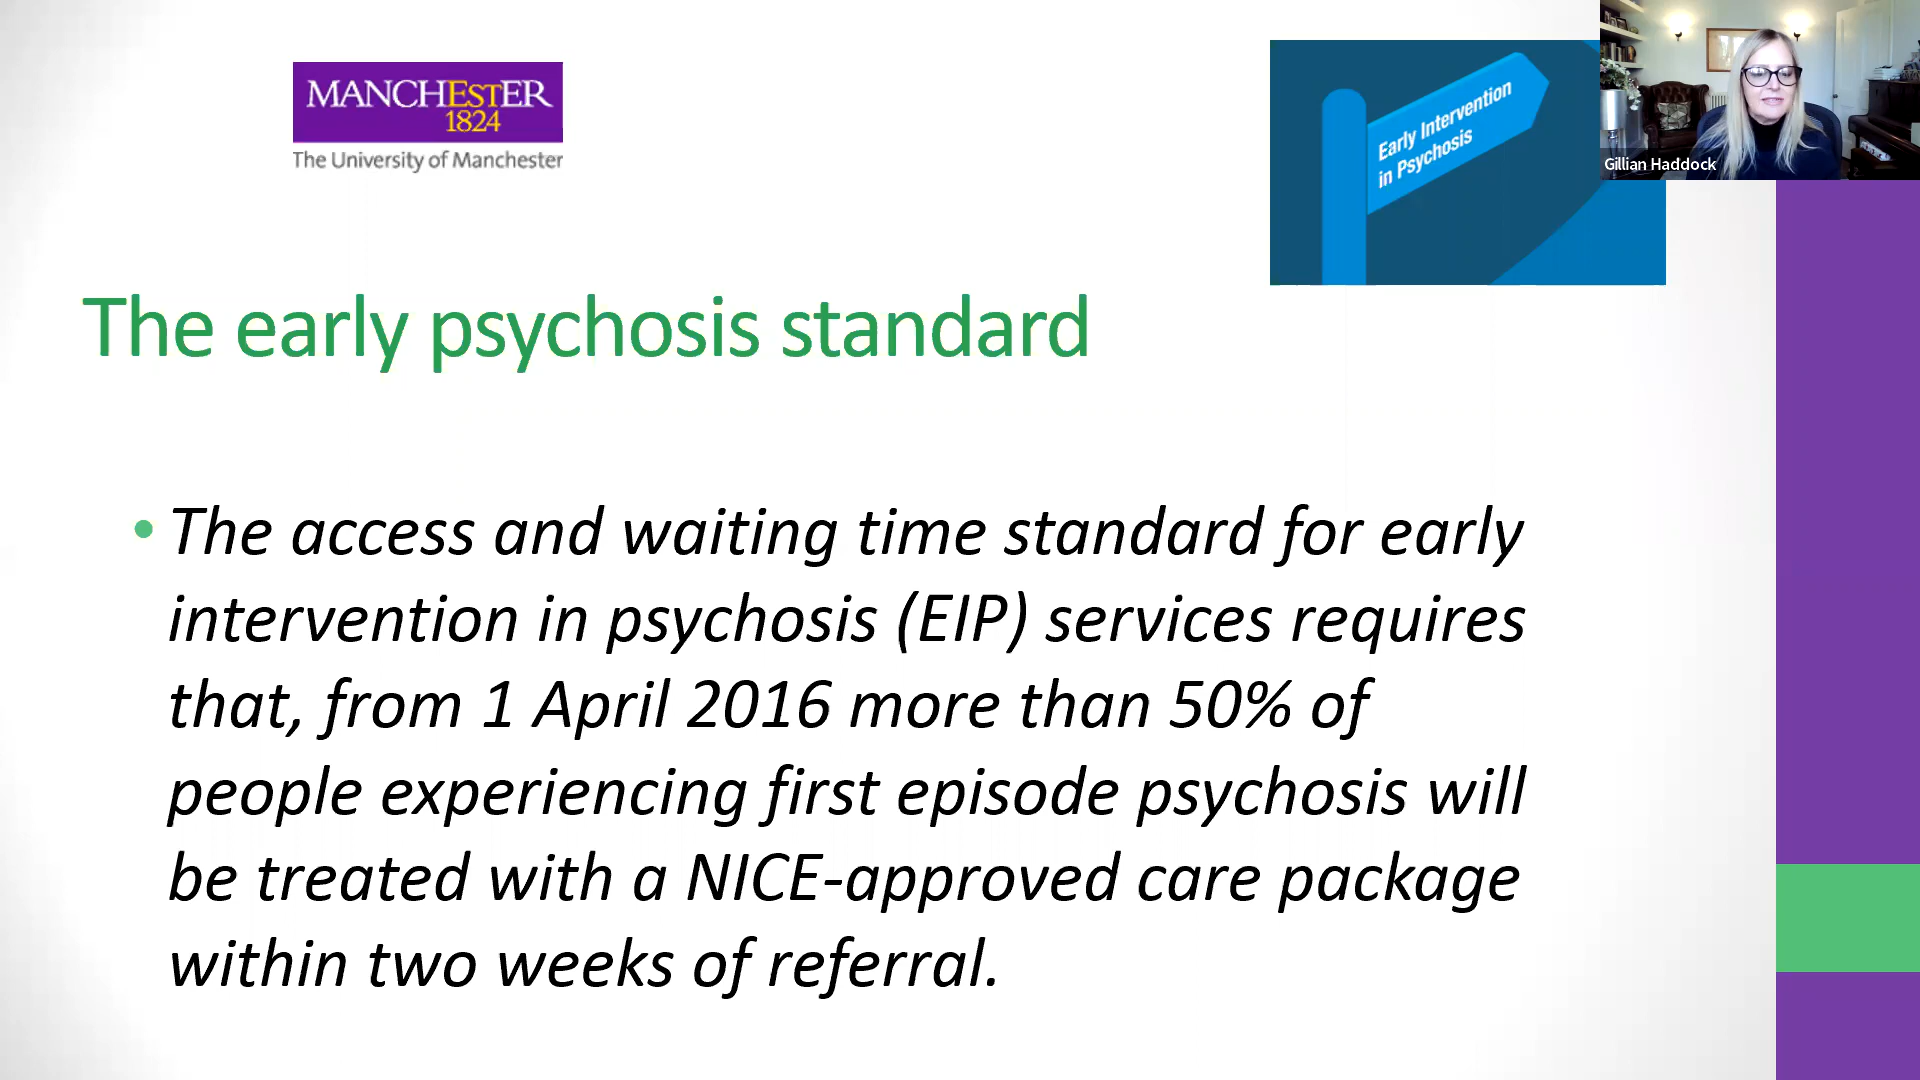 MANCHESTER
1824
The University of Manchester
Early Intervention
in Psychosis
Gillian Haddock
The early psychosis standard
• The access and waiting time standard for early
intervention in psychosis (EIP) services requires
that, from 1 April 2016 more than 50% of
people experiencing first episode psychosis will
be treated with a NICE-approved care package
within two weeks of referral.